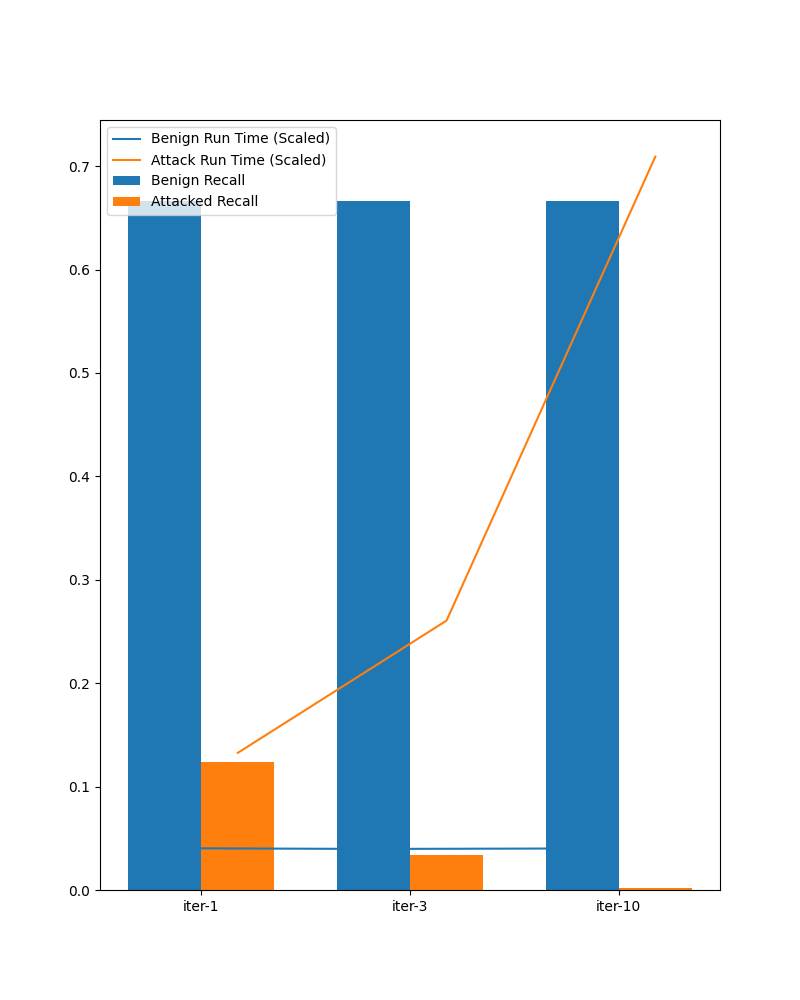 Benign Run Time (Scaled)
Attack Run Time (Scaled)
Benign Recall
Attacked Recall
0.7
0.6
0.5
0.4
0.3
0.2
0.1
0.0
iter-1 iter-3 iter-10